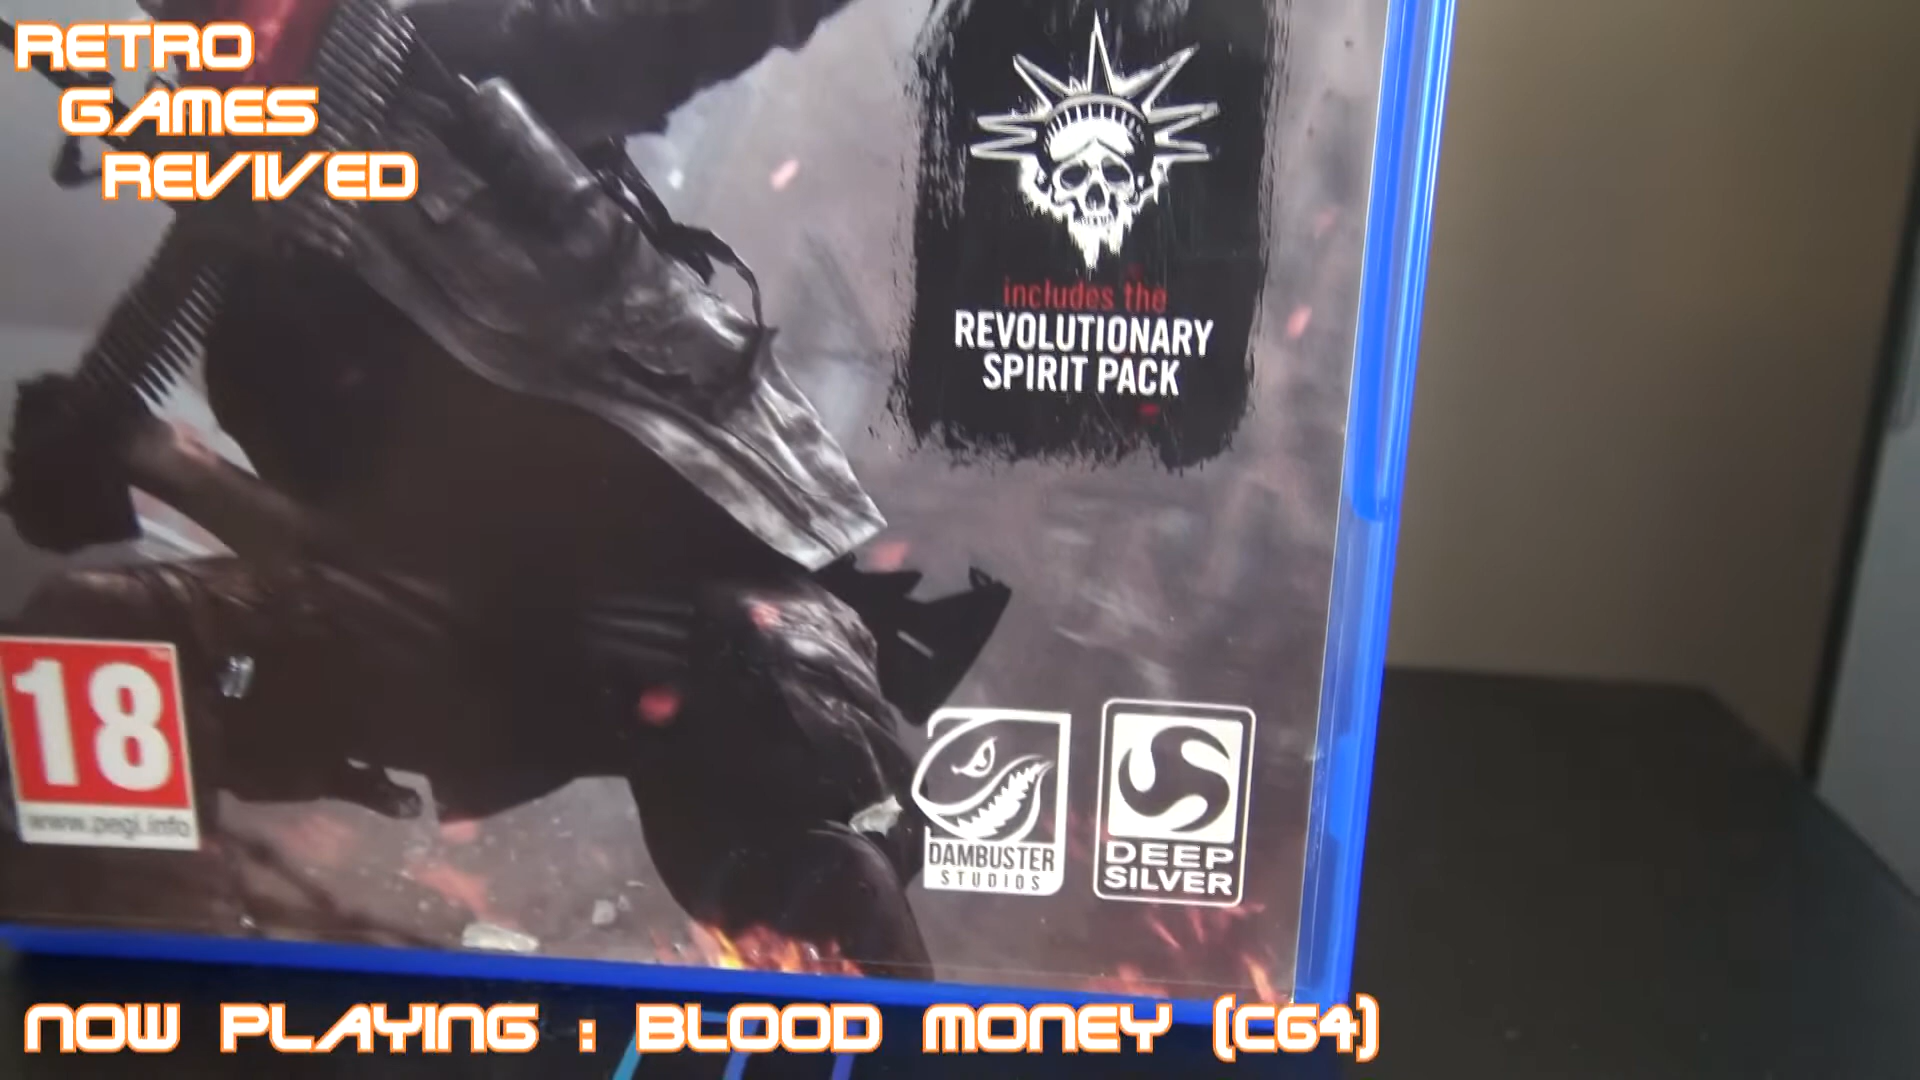 RETRO
GAMES
REVIVED
includes the
REVOLUTIONARY
SPIRIT PACK
18
www.pegi.info
DAMBUSTER
STUDIOS
DEEP
SILVER
NOW PLAYING : BLOOD MONEY (C64)